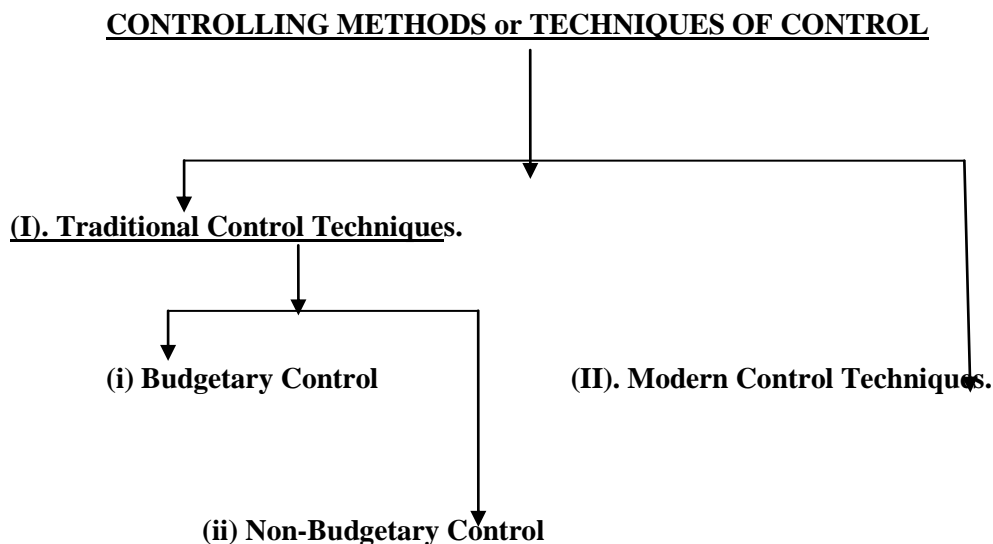 CONTROLLING METHODS or TECHNIQUES OF CONTROL
(I). Traditional Control Techniques.
(i) Budgetary Control
(II). Modern Control Techniques.
(ii) Non-Budgetary Control